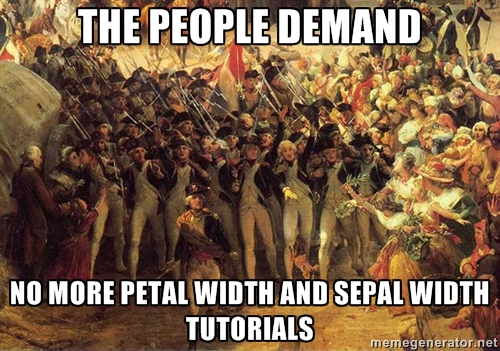 THE PEOPLE DEMAND
NO MORE PETAL WIDTH AND SEPAL WIDTH
TUTORIALS
memegenerator.net